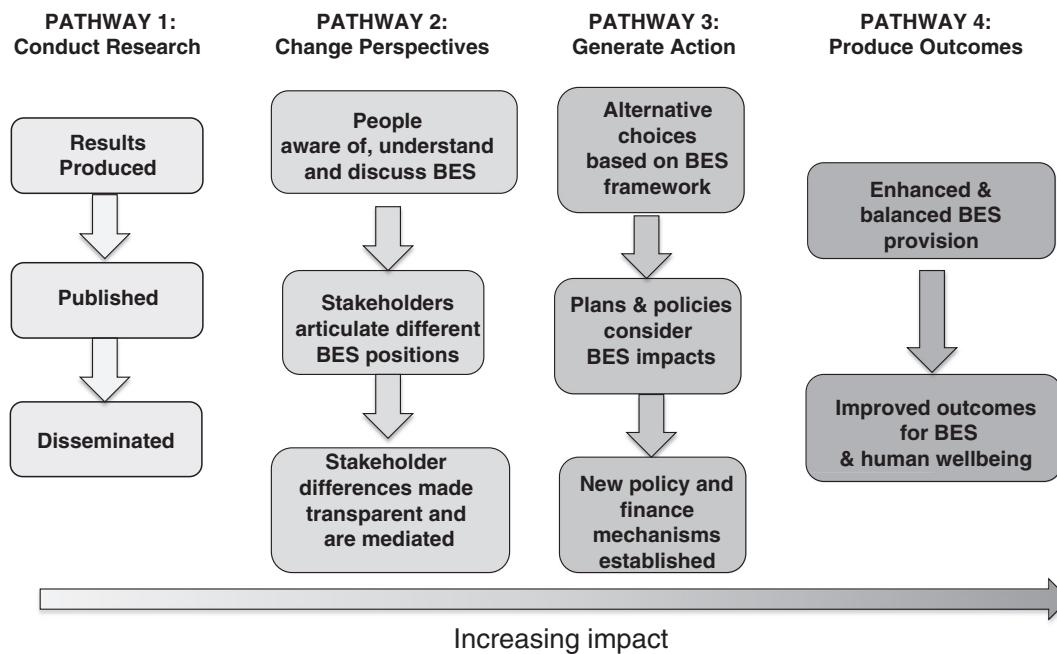 PATHWAY 1:
Conduct Research
Results
Produced
Published
Disseminated
PATHWAY 2:
Change Perspectives
People
aware of, understand
and discuss BES
Stakeholders
articulate different
BES positions
Stakeholder
differences made
transparent and
are mediated
PATHWAY 3:
Generate Action
Alternative
choices
based on BES
framework
Plans & policies
consider
BES impacts
New policy and
finance
mechanisms
established
PATHWAY 4:
Produce Outcomes
Enhanced &
balanced BES
provision
Improved outcomes
for BES
& human wellbeing
Increasing impact